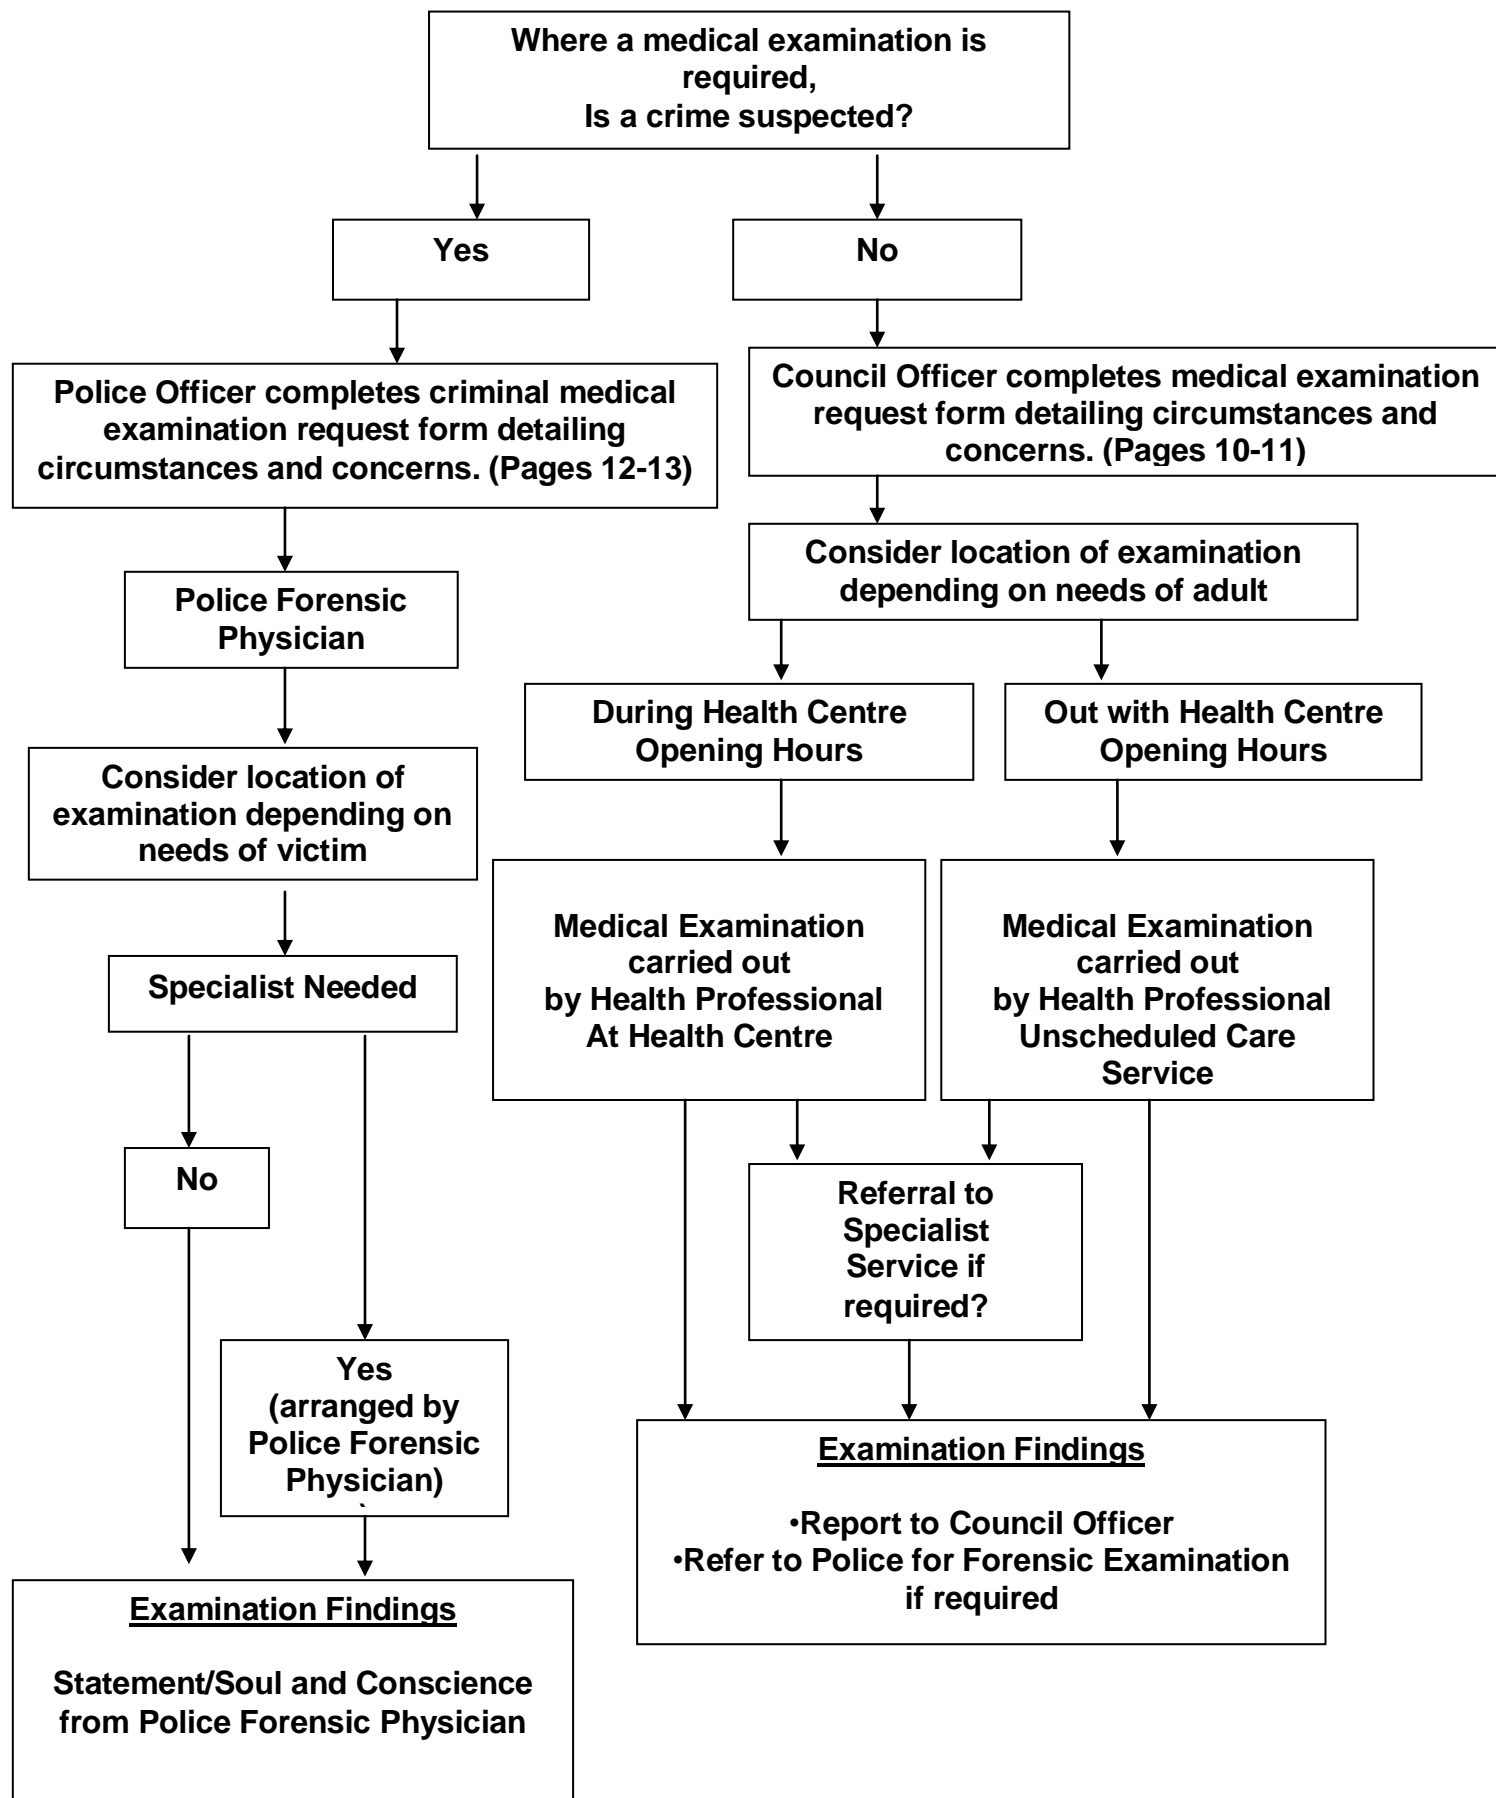 Where a medical examination is
required,
Is a crime suspected?
Yes
No
Police Officer completes criminal medical
examination request form detailing
circumstances and concerns. (Pages 12-13)
Council Officer completes medical examination
request form detailing circumstances and
concerns. (Pages 10-11)
Police Forensic
Physician
Consider location of examination
depending on needs of adult
Consider location of
examination depending on
needs of victim
During Health Centre
Opening Hours
Out with Health Centre
Opening Hours
Specialist Needed
Medical Examination
carried out
by Health Professional
At Health Centre
Medical Examination
carried out
by Health Professional
Unscheduled Care
Service
No
Referral to
Specialist
Service if
required?
Yes
(arranged by
Police Forensic
Physician)
Examination Findings
•Report to Council Officer
•Refer to Police for Forensic Examination
if required
Examination Findings
Statement/Soul and Conscience
from Police Forensic Physician